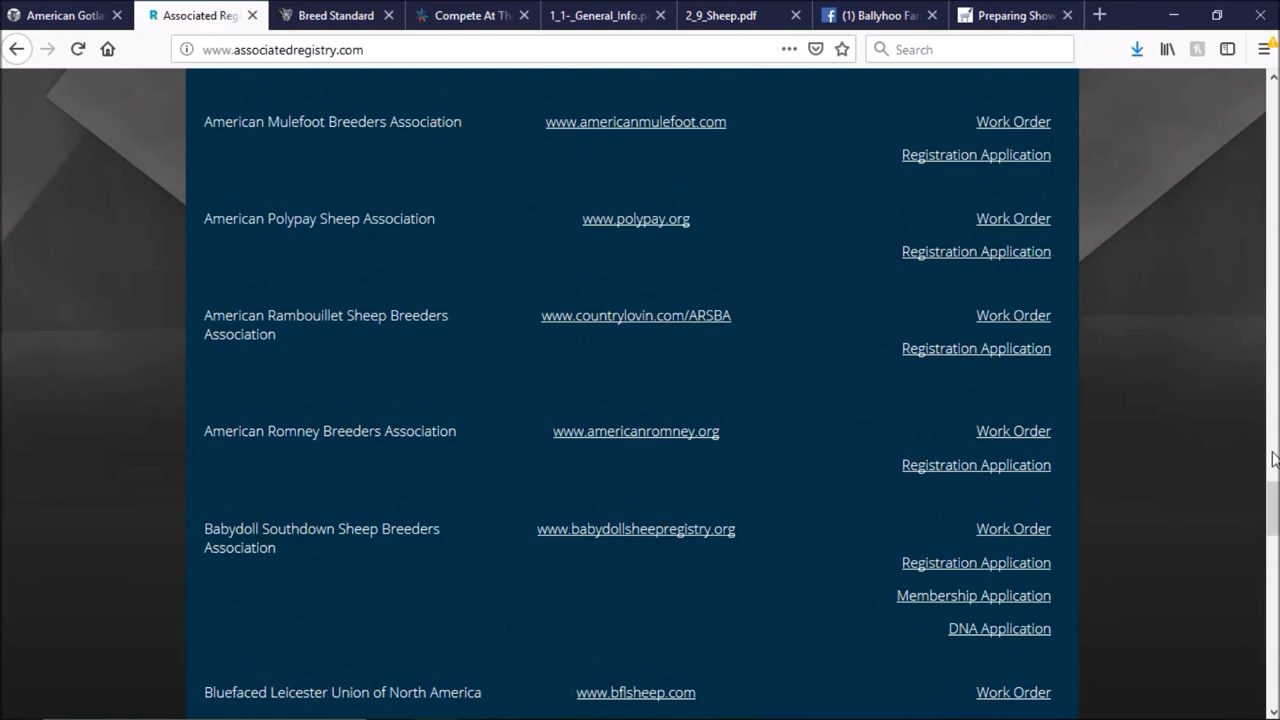 American Gotla
Associated Reg
Breed Standard
Compete At The
1_1-_General_Info.p
2_9_Sheep.pdf
(1) Ballyhoo Far
Preparing Show
www.associatedregistry.com
Search
American Mulefoot Breeders Association www.americanmulefoot.com Work Order
Registration Application
American Polypay Sheep Association www.polypay.org Work Order
Registration Application
American Rambouillet Sheep Breeders www.countrylovin.com/ARSBA Work Order
Association
Registration Application
American Romney Breeders Association www.americanromney.org Work Order
Registration Application
Babydoll Southdown Sheep Breeders www.babydollsheepregistry.org Work Order
Association
Registration Application
Membership Application
DNA Application
Bluefaced Leicester Union of North America www.bflsheep.com Work Order